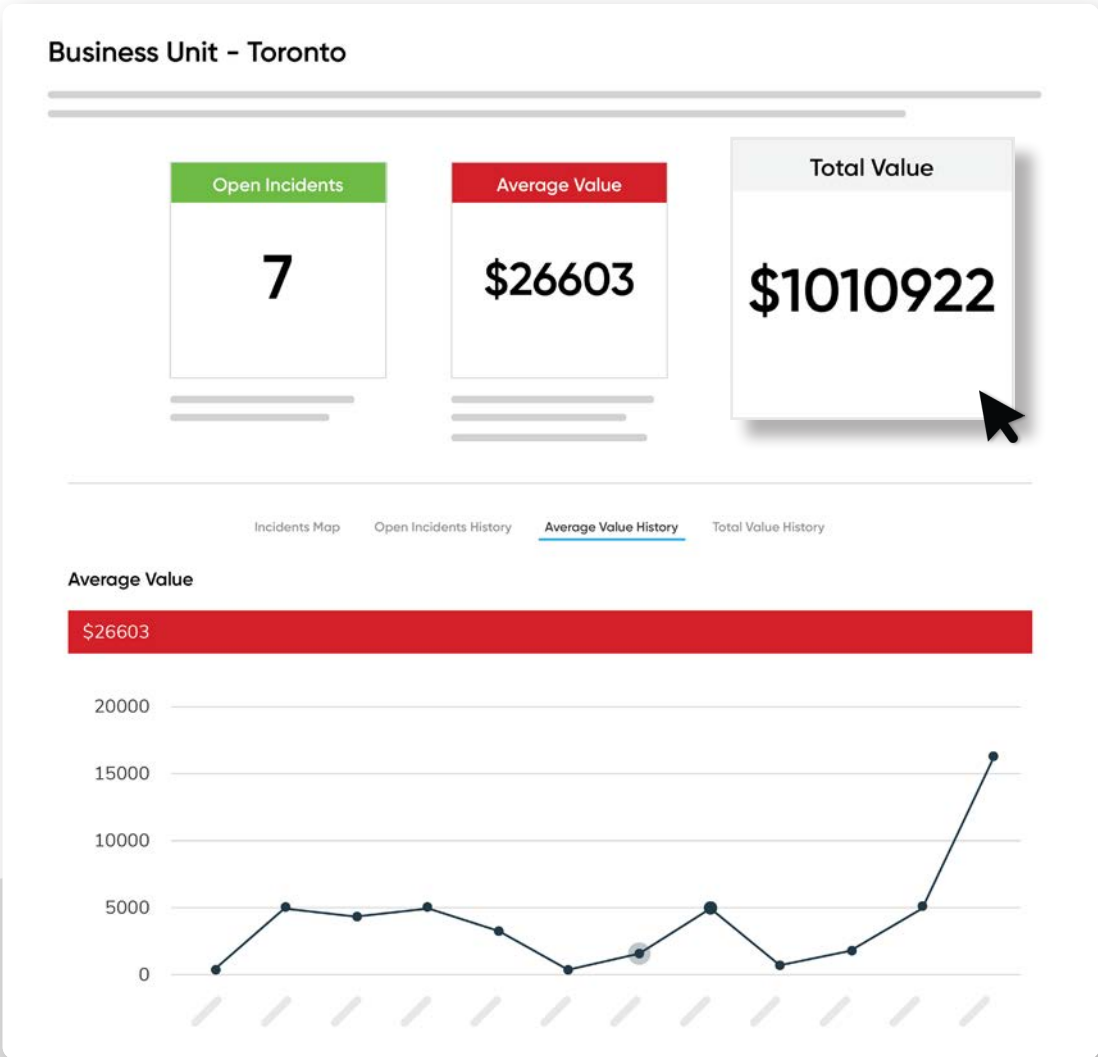 Business Unit - Toronto
Open Incidents
7
Average Value
$26603
Total Value
$1010922
Incidents Map Open Incidents History Average Value History Total Value History
Average Value
$26603
20000
15000
10000
5000
0